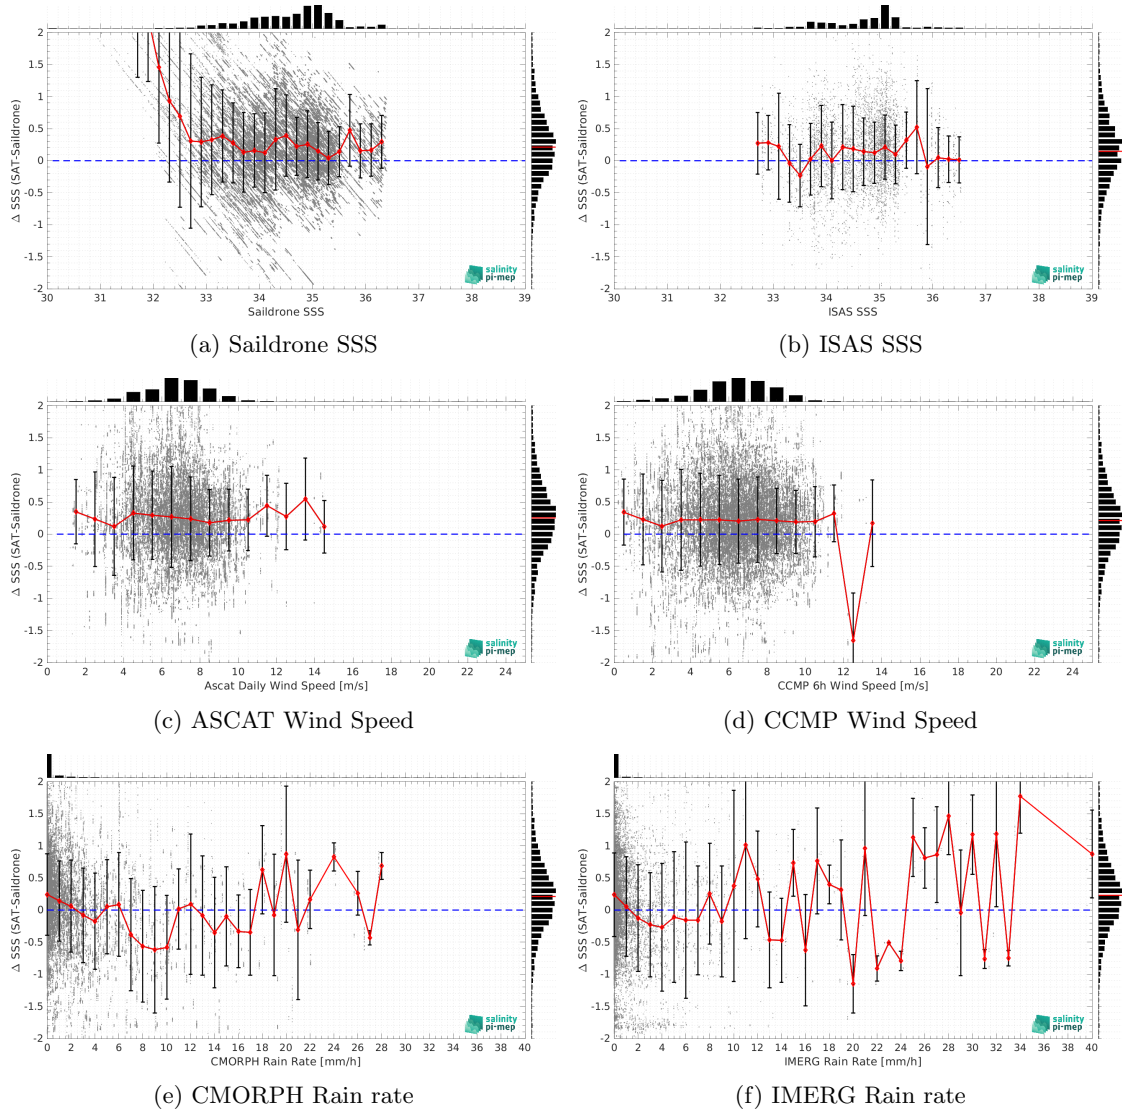 2
1.5
1
0.5
0
-0.5
-1
-1.5
-2
Δ SSS (SAT-Saildrone)
30 31 32 33 34 35 36 37 38 39
Saildrone SSS
salinity
pi-mep
(a) Saildrone SSS
2
1.5
1
0.5
0
-0.5
-1
-1.5
-2
Δ SSS (SAT-Saildrone)
30 31 32 33 34 35 36 37 38 39
ISAS SSS
salinity
pi-mep
(b) ISAS SSS
2
1.5
1
0.5
0
-0.5
-1
-1.5
-2
Δ SSS (SAT-Saildrone)
0 2 4 6 8 10 12 14 16 18 20 22 24
Ascat Daily Wind Speed [m/s]
salinity
pi-mep
(c) ASCAT Wind Speed
2
1.5
1
0.5
0
-0.5
-1
-1.5
-2
Δ SSS (SAT-Saildrone)
0 2 4 6 8 10 12 14 16 18 20 22 24
CCMP 6h Wind Speed [m/s]
salinity
pi-mep
(d) CCMP Wind Speed
2
1.5
1
0.5
0
-0.5
-1
-1.5
-2
Δ SSS (SAT-Saildrone)
0 2 4 6 8 10 12 14 16 18 20 22 24 26 28 30 32 34 36 38 40
CMORPH Rain Rate [mm/h]
salinity
pi-mep
(e) CMORPH Rain rate
2
1.5
1
0.5
0
-0.5
-1
-1.5
-2
Δ SSS (SAT-Saildrone)
0 2 4 6 8 10 12 14 16 18 20 22 24 26 28 30 32 34 36 38 40
IMERG Rain Rate [mm/h]
salinity
pi-mep
(f) IMERG Rain rate